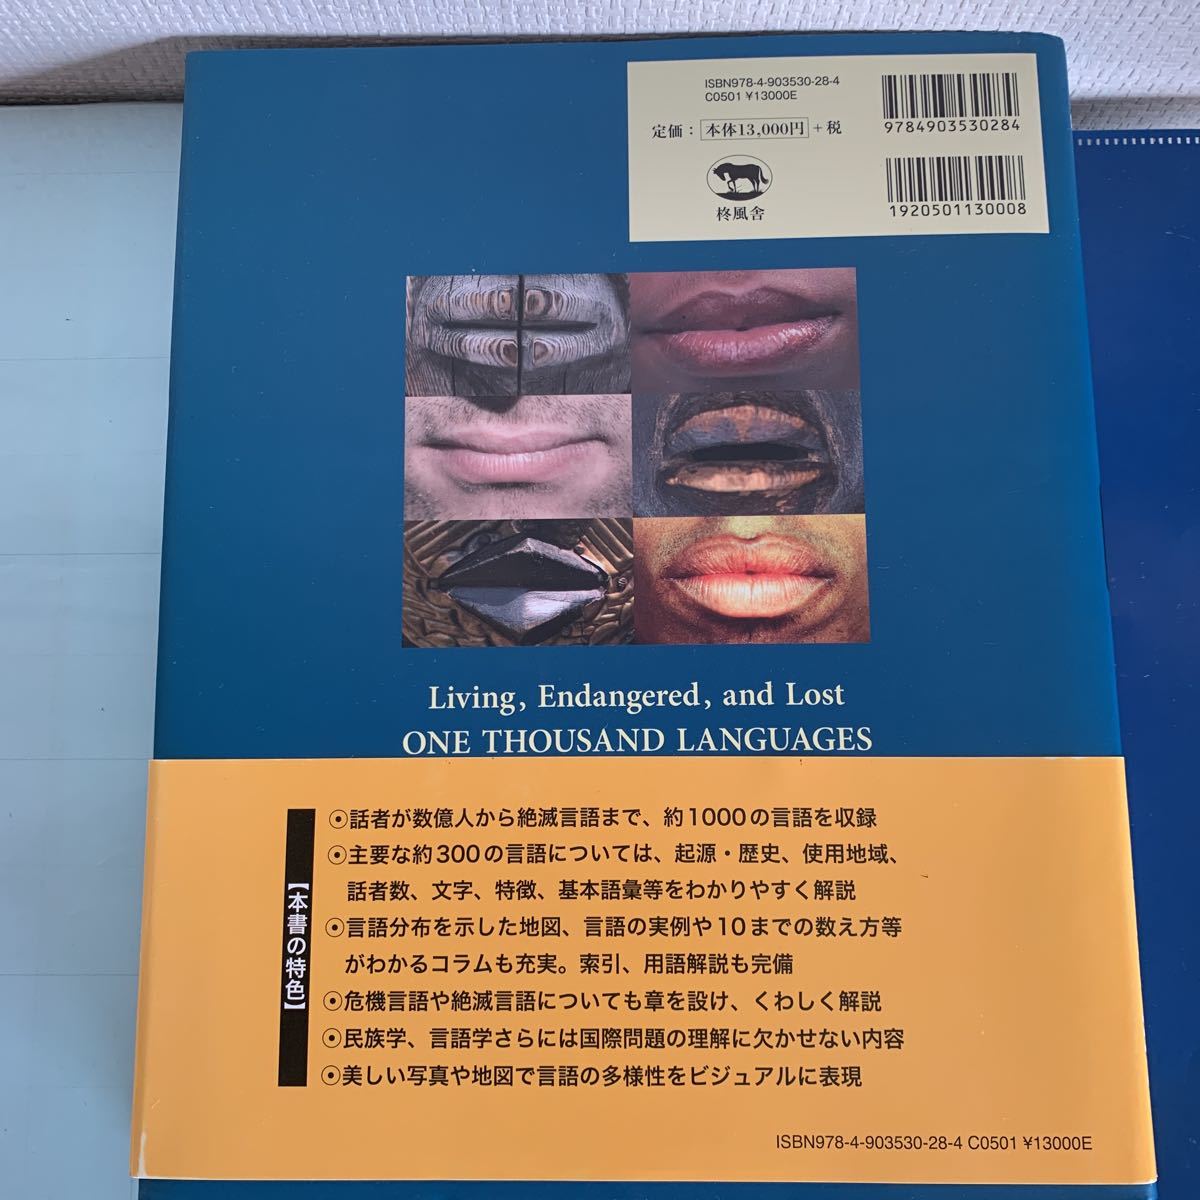 ISBN978-4-903530-28-4
C0501 ¥13000E
定価：本体13,000円＋税
柊風舎
9784903530284
1920501130008
Living, Endangered, and Lost
ONE THOUSAND LANGUAGES
【本書の特色】
⊙話者が数億人から絶滅言語まで、約1000の言語を収録
⊙主要な約300の言語については、起源・歴史、使用地域、
話者数、文字、特徴、基本語彙等をわかりやすく解説
⊙言語分布を示した地図、言語の実例や10までの数え方等
がわかるコラムも充実。索引、用語解説も完備
⊙危機言語や絶滅言語についても章を設け、くわしく解説
⊙民族学、言語学さらには国際問題の理解に欠かせない内容
⊙美しい写真や地図で言語の多様性をビジュアルに表現
ISBN978-4-903530-28-4 C0501 ¥13000E